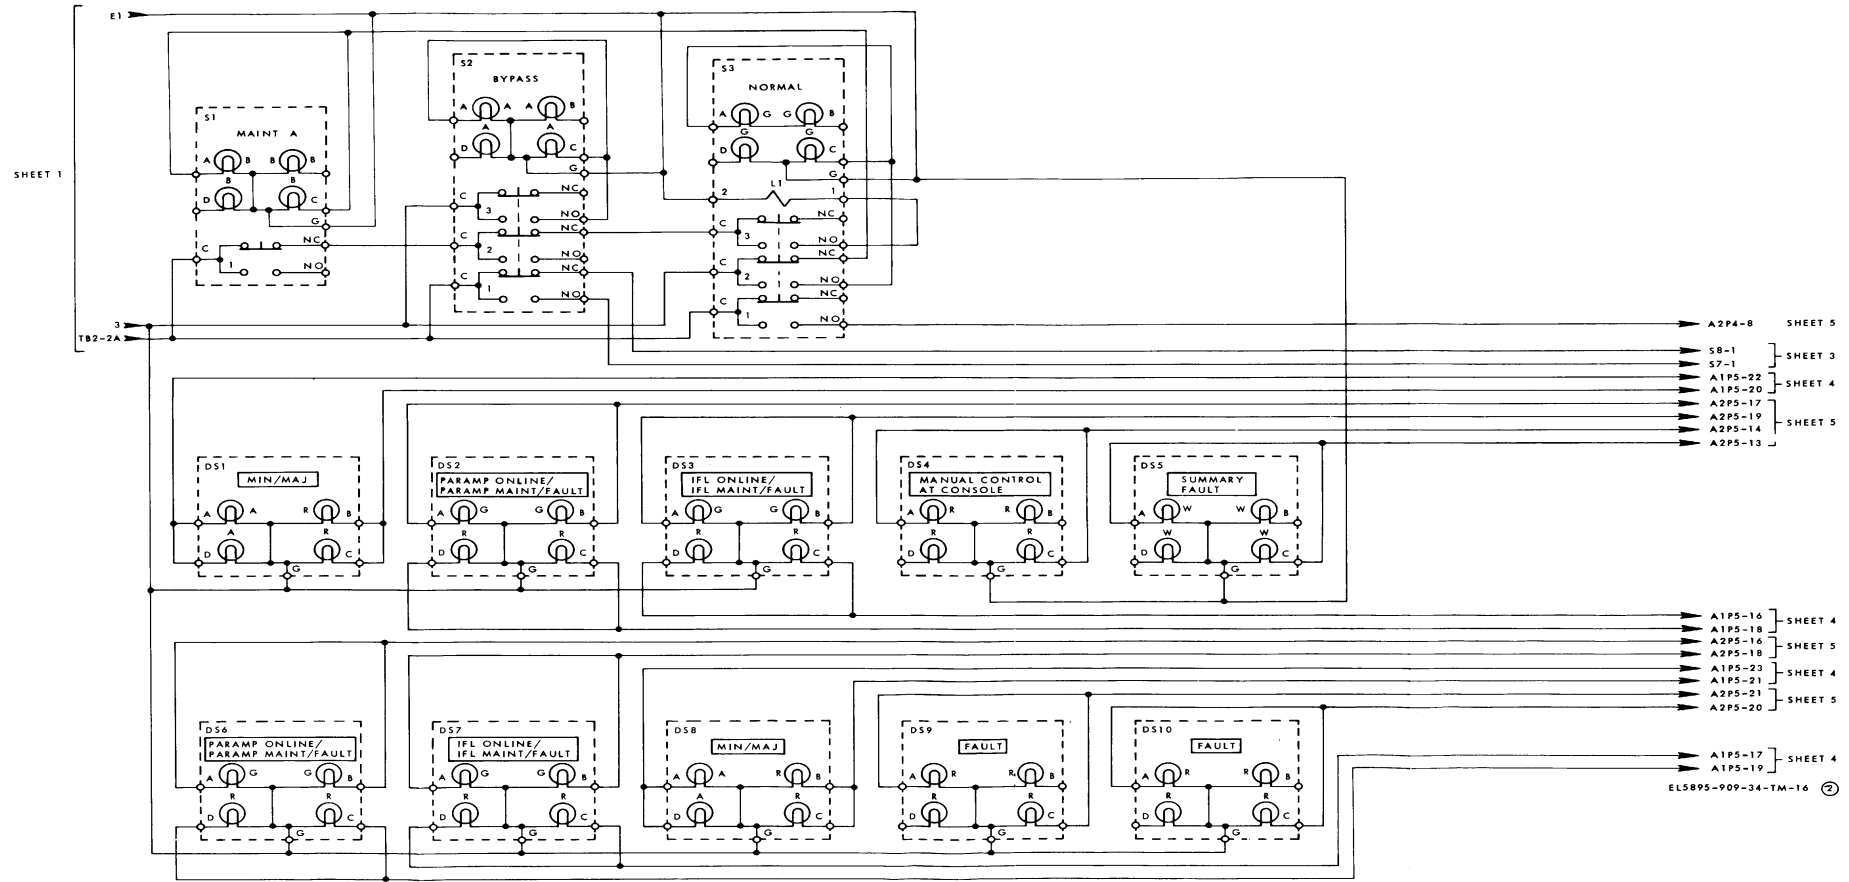 SHEET 1
E1
S1
MAINT A
A B B B
D B B C
G
C 1 NC
NO
S2
BYPASS
A A A B
D A A C
G
C 3 NC
NO
C 2 NC
NO
C 1 NC
NO
S3
NORMAL
A G G B
D G G C
G
2 L1 1
C 3 NC
NO
C 2 NC
NO
C 1 NC
NO
3
TB2-2A
A2P4-8 SHEET 5
S8-1
S7-1
SHEET 3
A1P5-22
A1P5-20
SHEET 4
A2P5-17
A2P5-19
A2P5-14
A2P5-13
SHEET 5
DS1
MIN/MAJ
A A R B
D A R C
G
DS2
PARAMP ONLINE/
PARAMP MAINT/FAULT
A G G B
D R R C
G
DS3
IFL ONLINE/
IFL MAINT/FAULT
A G G B
D R R C
G
DS4
MANUAL CONTROL
AT CONSOLE
A R R B
D R R C
G
DS5
SUMMARY
FAULT
A W W B
D W W C
G
A1P5-16
A1P5-18
SHEET 4
A2P5-16
A2P5-18
SHEET 5
A1P5-23
A1P5-21
SHEET 4
A2P5-21
A2P5-20
SHEET 5
DS6
PARAMP ONLINE/
PARAMP MAINT/FAULT
A G G B
D R R C
G
DS7
IFL ONLINE/
IFL MAINT/FAULT
A G G B
D R R C
G
DS8
MIN/MAJ
A A R B
D A R C
G
DS9
FAULT
A R R B
D R R C
G
DS10
FAULT
A R R B
D R R C
G
A1P5-17
A1P5-19
SHEET 4
EL5895-909-34-TM-16 2